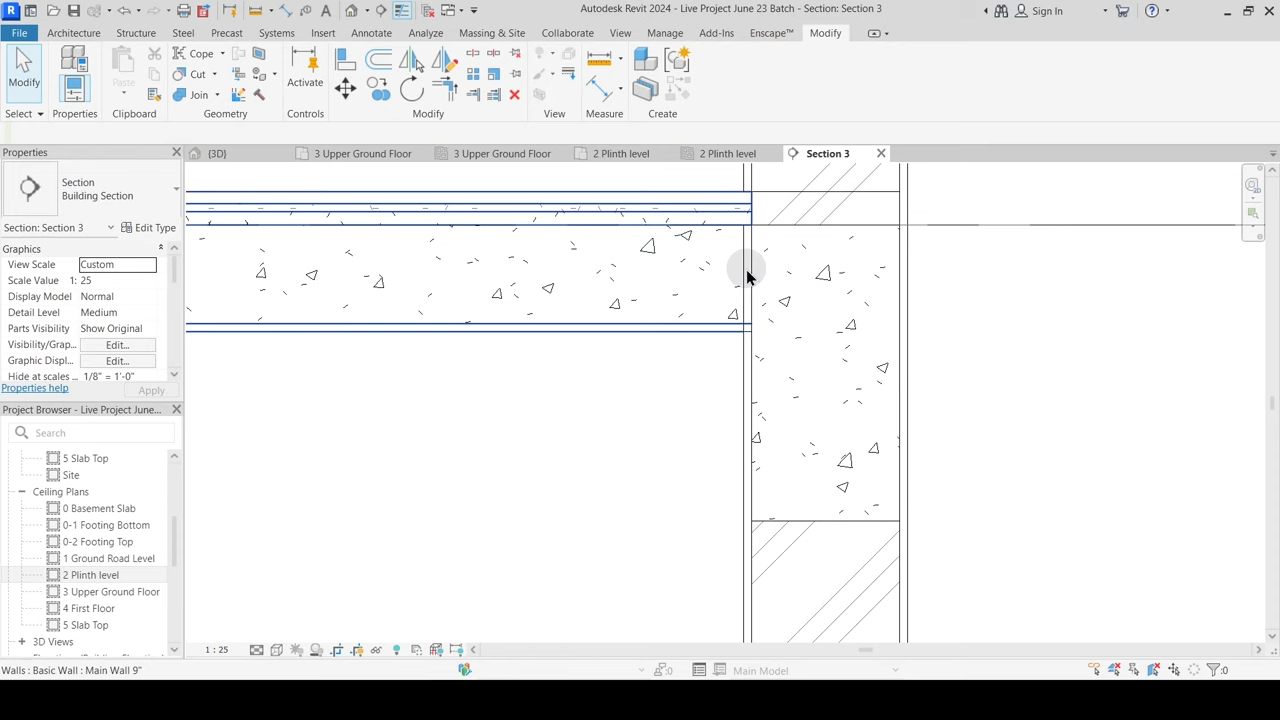 Autodesk Revit 2024 - Live Project June 23 Batch - Section: Section 3
Sign In
File Architecture Structure Steel Precast Systems Insert Annotate Analyze Massing & Site Collaborate View Manage Add-Ins Enscape™ Modify
Modify
Paste
Cope
Cut
Join
Activate
Select Properties Clipboard Geometry Controls Modify View Measure Create
Properties
{3D}
3 Upper Ground Floor
3 Upper Ground Floor
2 Plinth level
2 Plinth level
Section 3
Section
Building Section
Section: Section 3
Edit Type
Graphics
View Scale Custom
Scale Value 1: 25
Display Model Normal
Detail Level Medium
Parts Visibility Show Original
Visibility/Grap... Edit...
Graphic Displ... Edit...
Hide at scales ... 1/8" = 1'-0"
Properties help
Apply
Project Browser - Live Project June...
Search
5 Slab Top
Site
Ceiling Plans
0 Basement Slab
0-1 Footing Bottom
0-2 Footing Top
1 Ground Road Level
2 Plinth level
3 Upper Ground Floor
4 First Floor
5 Slab Top
3D Views
1 : 25
Walls : Basic Wall : Main Wall 9"
:0
Main Model
:0